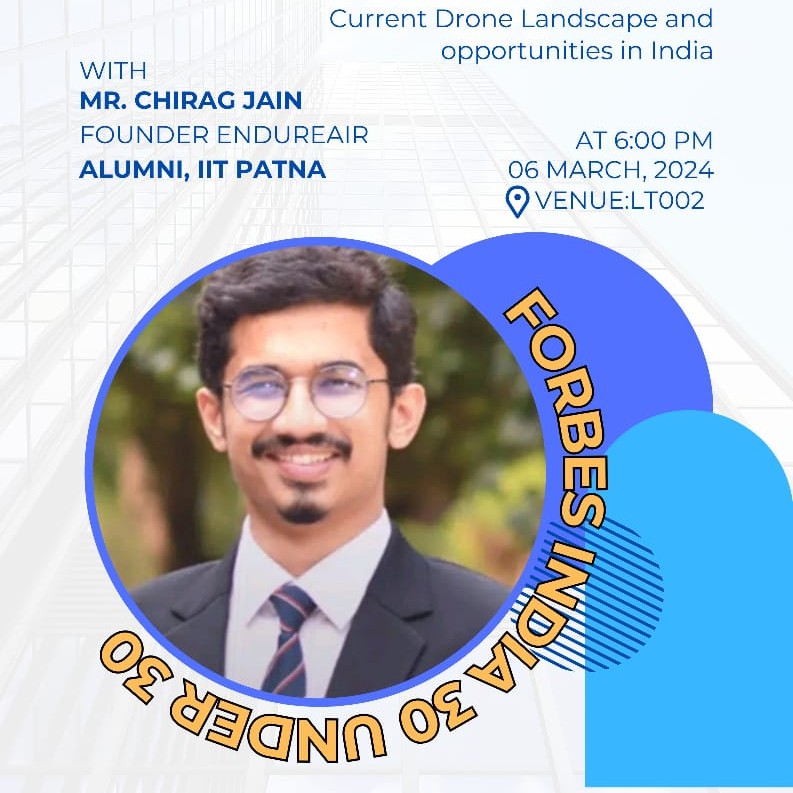 Current Drone Landscape and
opportunities in India
WITH
MR. CHIRAG JAIN
FOUNDER ENDUREAIR
ALUMNI, IIT PATNA
AT 6:00 PM
06 MARCH, 2024
VENUE:LT002
FORBES INDIA 30 UNDER 30